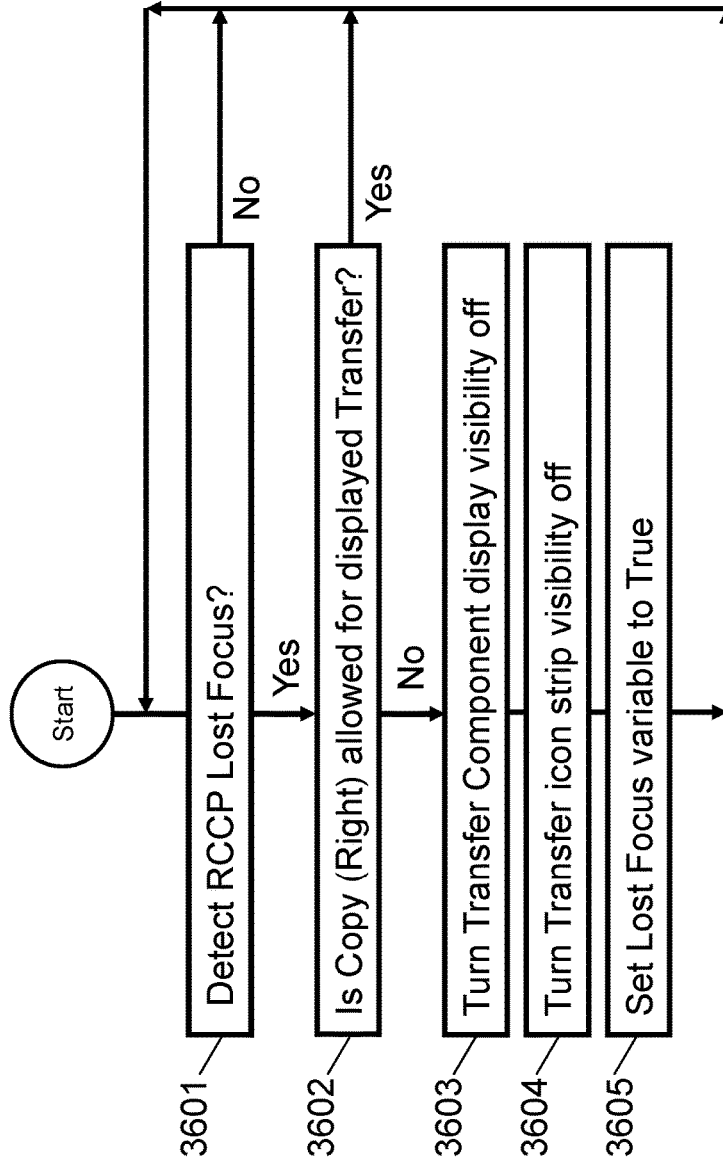 Start
3601
Detect RCCP Lost Focus?
No
Yes
3602
Is Copy (Right) allowed for displayed Transfer?
Yes
No
3603
Turn Transfer Component display visibility off
3604
Turn Transfer icon strip visibility off
3605
Set Lost Focus variable to True